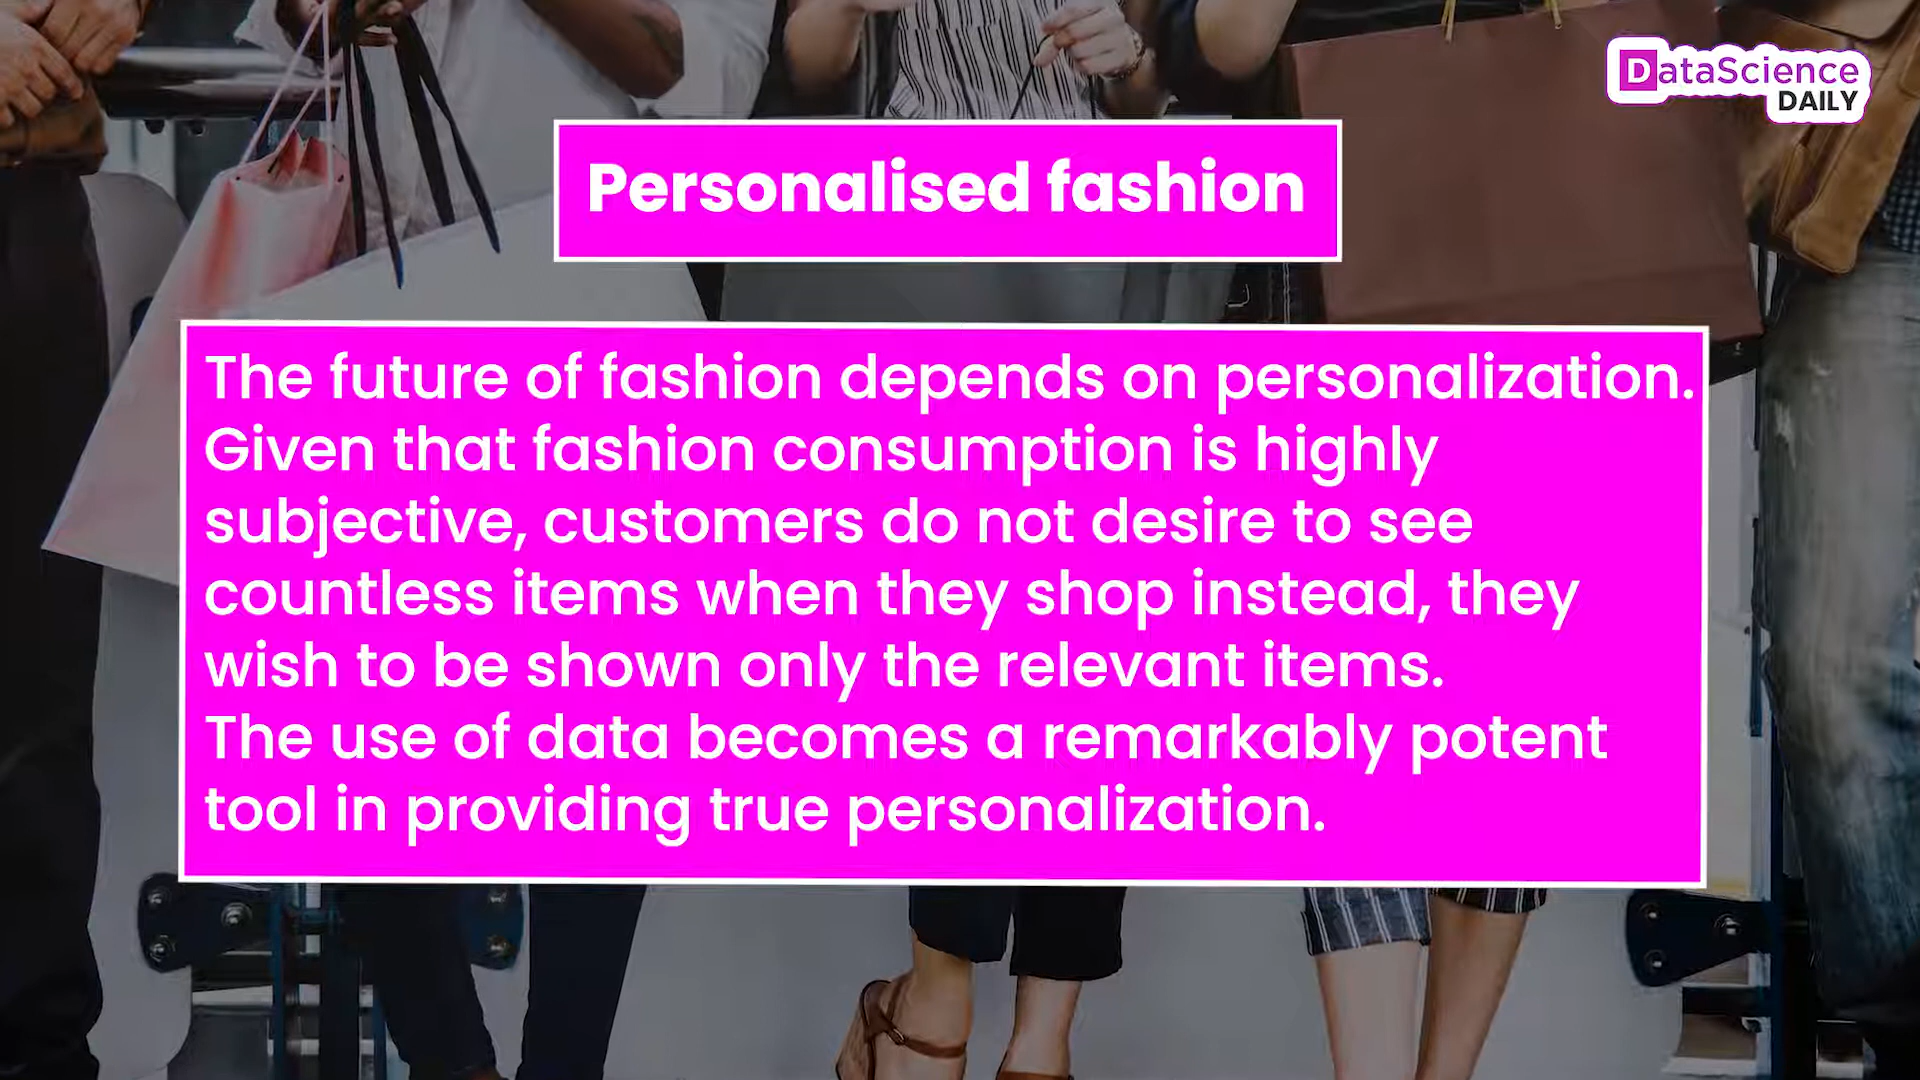 DataScience
DAILY
Personalised fashion
The future of fashion depends on personalization.
Given that fashion consumption is highly
subjective, customers do not desire to see
countless items when they shop instead, they
wish to be shown only the relevant items.
The use of data becomes a remarkably potent
tool in providing true personalization.